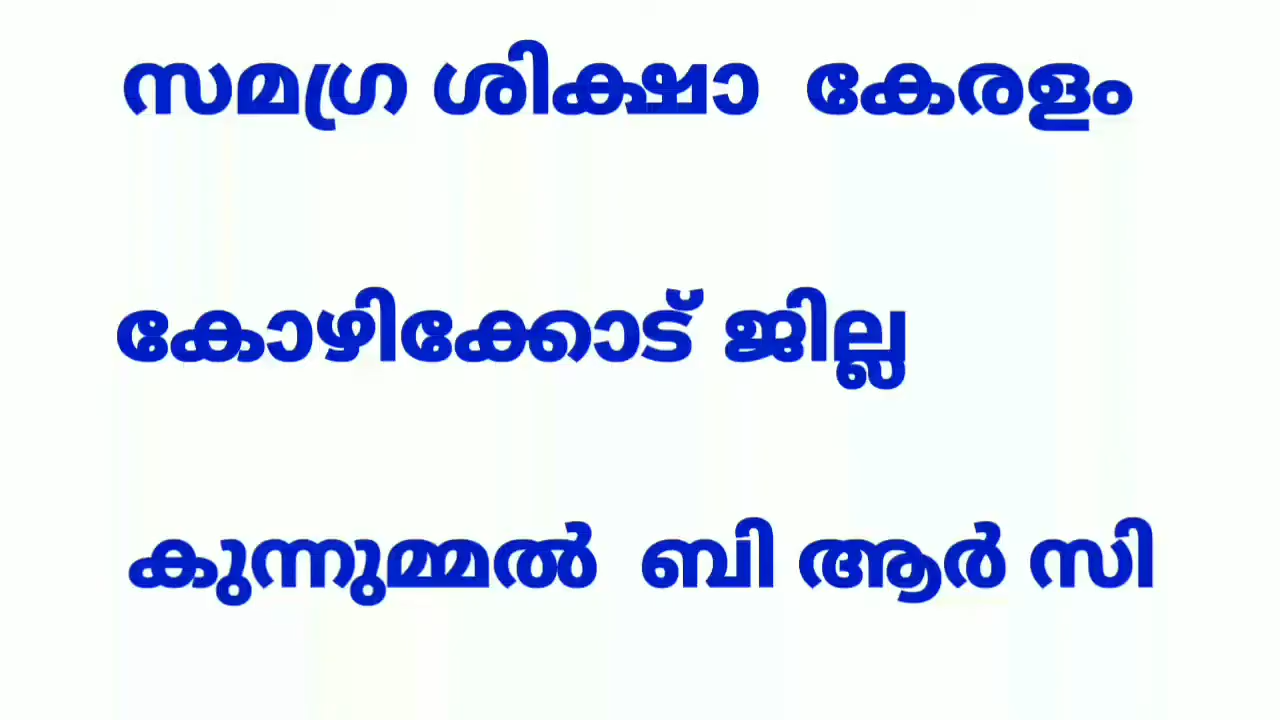 സമഗ്ര ശിക്ഷാ കേരളം
കോഴിക്കോട് ജില്ല
കുന്നുമ്മൽ ബി ആർ സി